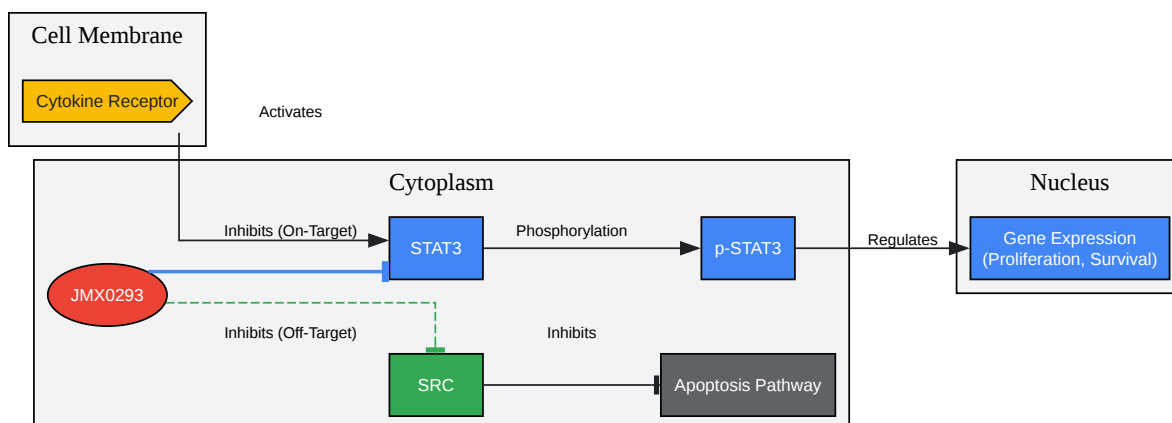 Cell Membrane
Cytokine Receptor
Activates
Cytoplasm
Nucleus
Inhibits (On-Target)
STAT3
Phosphorylation
p-STAT3
Regulates
Gene Expression
(Proliferation, Survival)
JMX0293
Inhibits (Off-Target)
Inhibits
SRC
Apoptosis Pathway